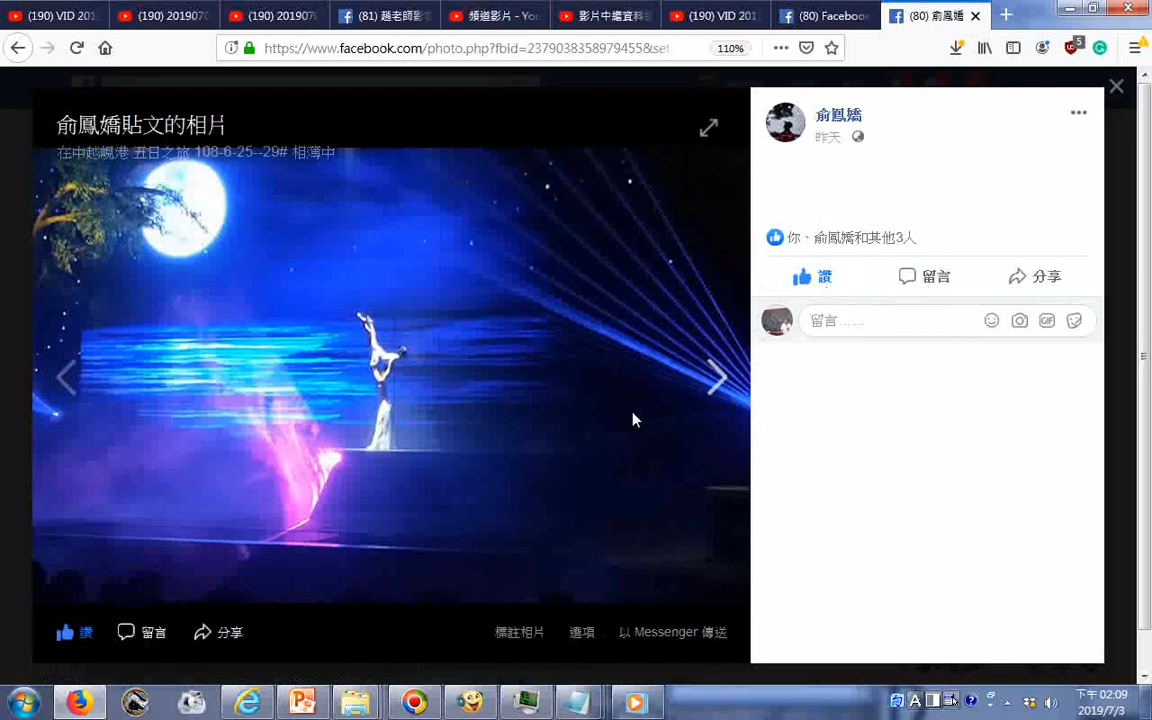 (190) VID 201
(190) 201907(
(190) 201907(
(81) 趙老師影
頻道影片 - You
影片中繼資料
(190) VID 201
(80) Facebook
(80) 俞鳳嬌
https://www.facebook.com/photo.php?fbid=2379038358979455&set
110%
5
俞鳳嬌貼文的相片
在中越峴港 五日之旅 108-6-25--29# 相簿中
俞鳳嬌
昨天
你、俞鳳嬌和其他3人
讚
留言
分享
留言……
GIF
讚
留言
分享
標註相片
選項
以 Messenger 傳送
A
下午 02:09
2019/7/3